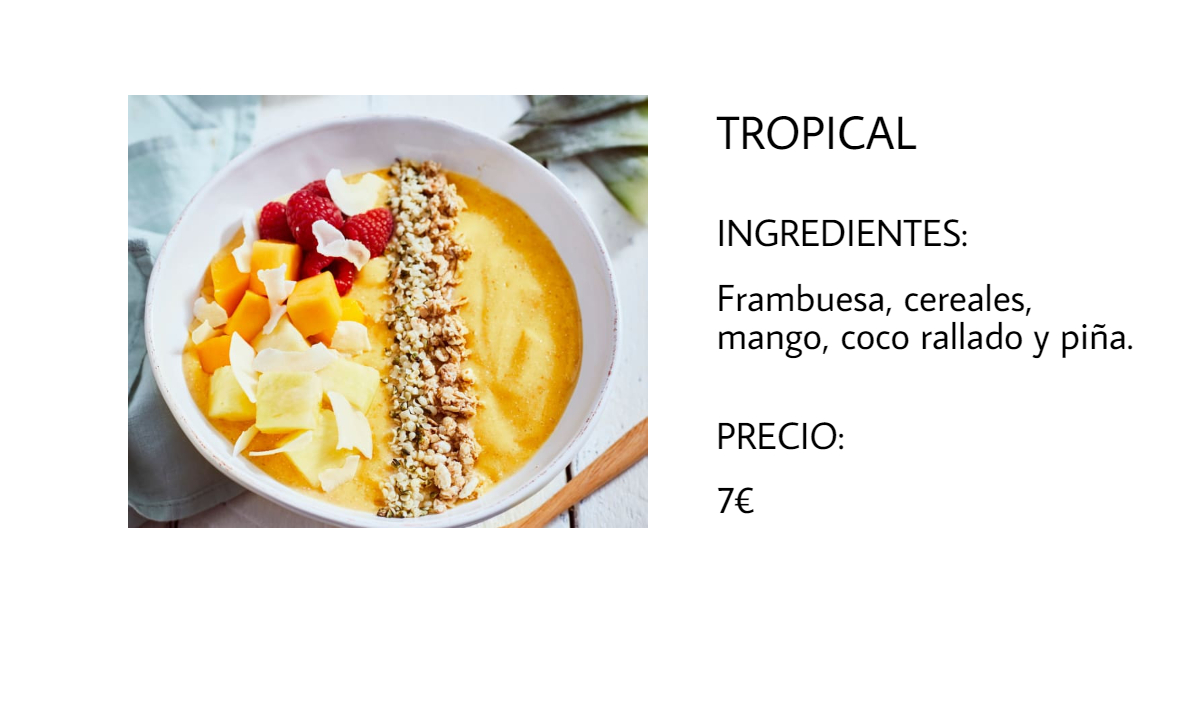 TROPICAL
INGREDIENTES:
Frambuesa, cereales,
mango, coco rallado y piña.
PRECIO:
7€